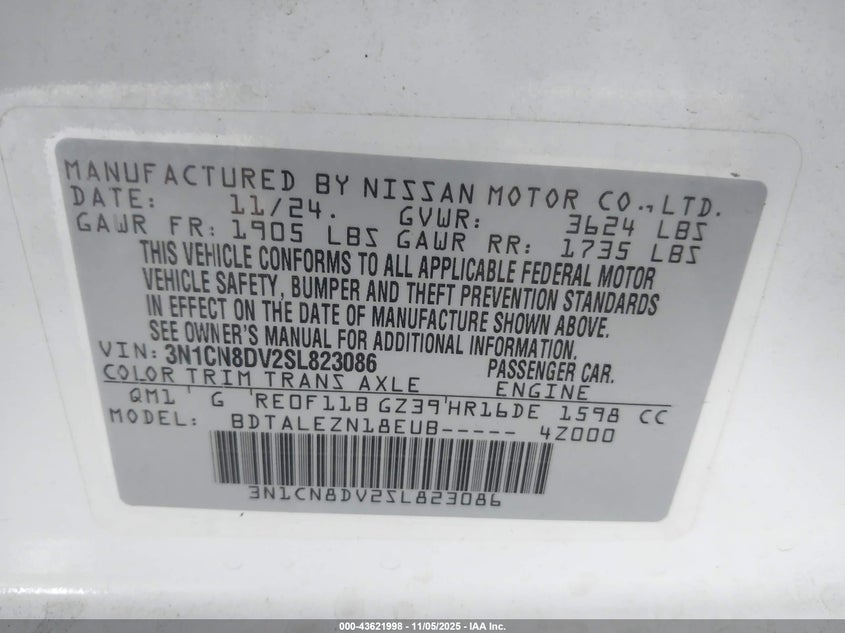 MANUFACTURED BY NISSAN MOTOR CO.,LTD.
DATE: 11/24. GVWR: 3624 LBS
GAWR FR: 1905 LBS GAWR RR: 1735 LBS
THIS VEHICLE CONFORMS TO ALL APPLICABLE FEDERAL MOTOR
VEHICLE SAFETY, BUMPER AND THEFT PREVENTION STANDARDS
IN EFFECT ON THE DATE OF MANUFACTURE SHOWN ABOVE.
SEE OWNER'S MANUAL FOR ADDITIONAL INFORMATION.
VIN: 3N1CN8DV2SL823086 PASSENGER CAR.
COLOR TRIM TRANS AXLE ENGINE
QM1 G RE0F11B GZ39 HR16DE 1598 CC
MODEL: BDTALEZN18EUB----- 4Z000
3N1CN8DV2SL823086
000-43621998 - 11/05/2025 - IAA Inc.